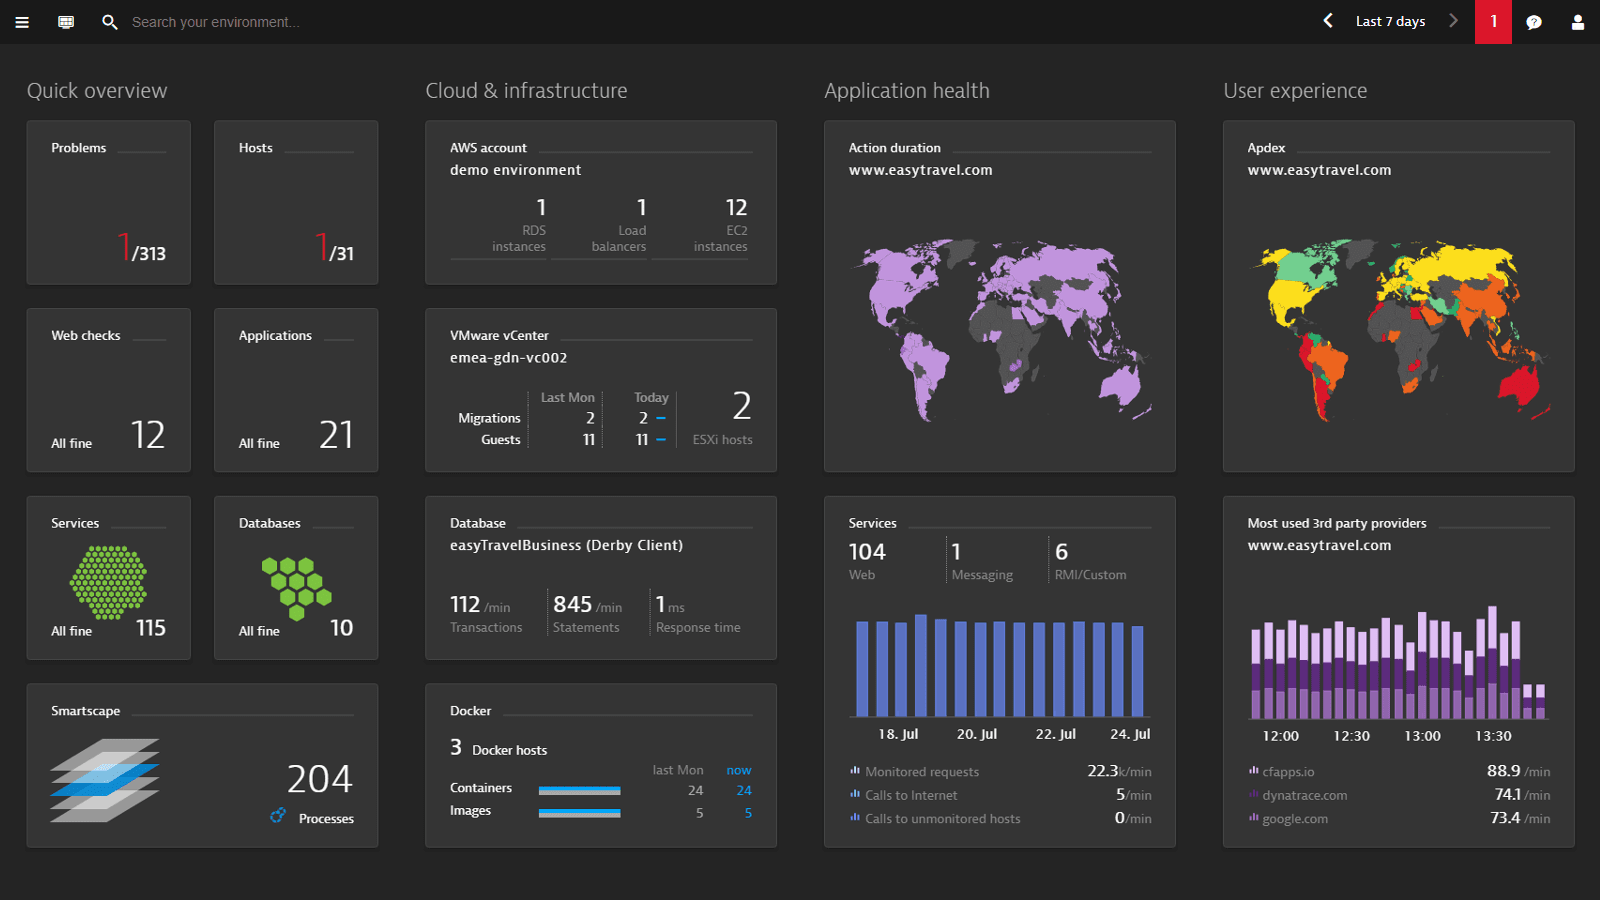 Search your environment...
Last 7 days
1
Quick overview
Cloud & infrastructure
Application health
User experience
Problems
1/313
Hosts
1/31
Web checks
All fine
12
Applications
All fine
21
Services
All fine
115
Databases
All fine
10
Smartscape
204
Processes
AWS account
demo environment
1
RDS
instances
1
Load
balancers
12
EC2
instances
VMware vCenter
emea-gdn-vc002
Last Mon Today
Migrations 2 2
Guests 11 11
2
ESXi hosts
Database
easyTravelBusiness (Derby Client)
112 /min
Transactions
845 /min
Statements
1 ms
Response time
Docker
3 Docker hosts
last Mon now
Containers 24 24
Images 5 5
Action duration
www.easytravel.com
Services
104
Web
1
Messaging
6
RMI/Custom
18. Jul 20. Jul 22. Jul 24. Jul
Monitored requests 22.3k/min
Calls to Internet 5/min
Calls to unmonitored hosts 0/min
Apdex
www.easytravel.com
Most used 3rd party providers
www.easytravel.com
12:00 12:30 13:00 13:30
cfapps.io 88.9 /min
dynatrace.com 74.1 /min
google.com 73.4 /min